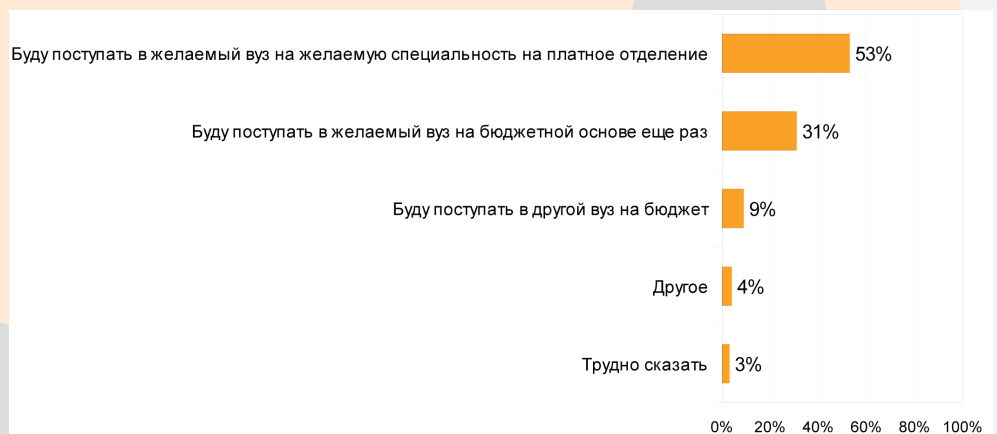 Буду поступать в желаемый вуз на желаемую специальность на платное отделение 53%
Буду поступать в желаемый вуз на бюджетной основе еще раз 31%
Буду поступать в другой вуз на бюджет 9%
Другое 4%
Трудно сказать 3%
0% 20% 40% 60% 80% 100%